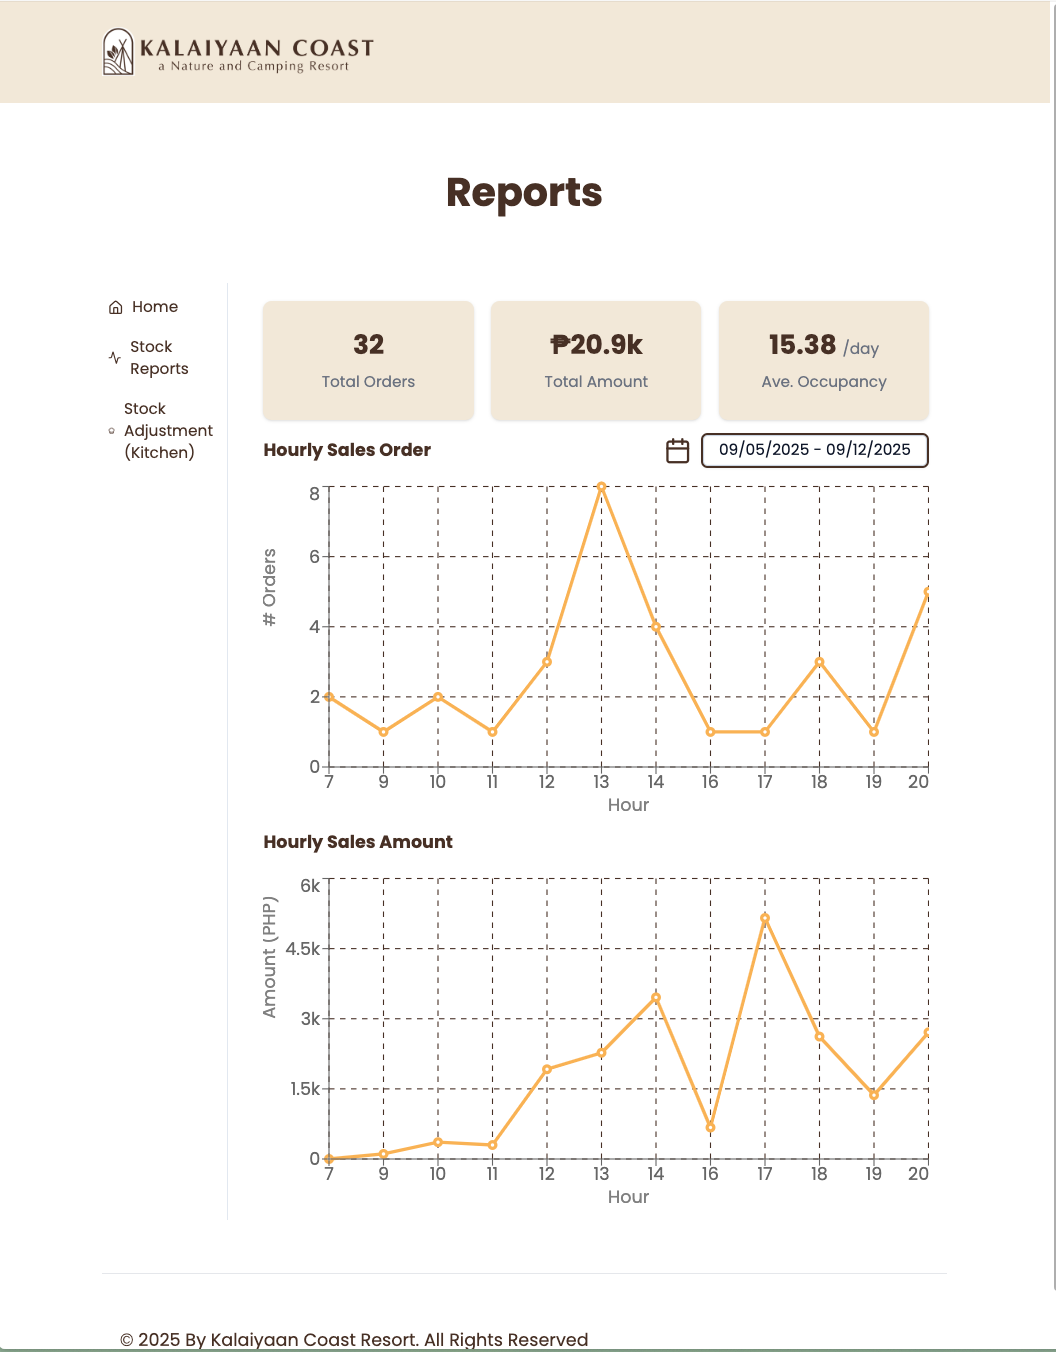 KALAIYAAN COAST
a Nature and Camping Resort
Reports
Home
Stock
Reports
Stock
Adjustment
(Kitchen)
32
Total Orders
₱20.9k
Total Amount
15.38 /day
Ave. Occupancy
Hourly Sales Order
09/05/2025 - 09/12/2025
# Orders
8
6
4
2
0
7 9 10 11 12 13 14 16 17 18 19 20
Hour
Hourly Sales Amount
Amount (PHP)
6k
4.5k
3k
1.5k
0
7 9 10 11 12 13 14 16 17 18 19 20
Hour
© 2025 By Kalaiyaan Coast Resort. All Rights Reserved